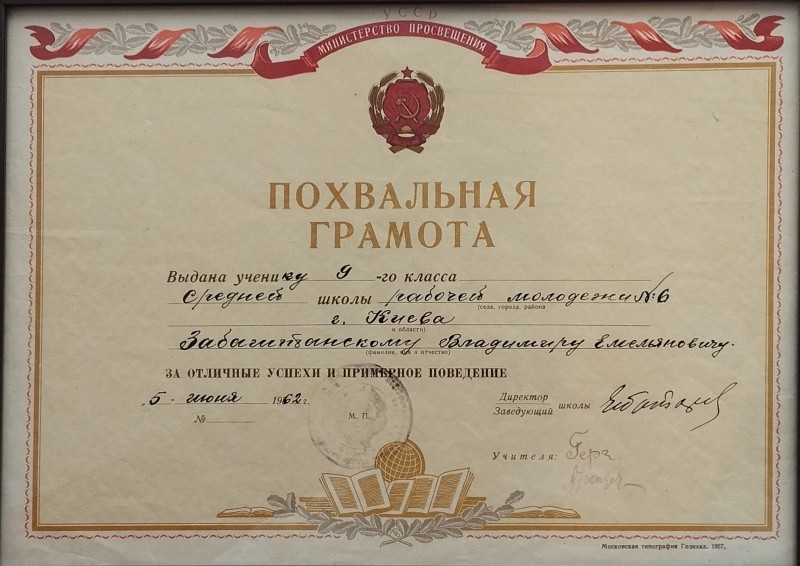 УССР
МИНИСТЕРСТВО ПРОСВЕЩЕНИЯ
ПОХВАЛЬНАЯ
ГРАМОТА
Выдана ученику 9 -го класса
Средней школы рабочей молодежи №6
(села, города, района
г. Киева
и области)
Забаштанскому Владимиру Емельяновичу.
(фамилия, имя и отчество)
ЗА ОТЛИЧНЫЕ УСПЕХИ И ПРИМЕРНОЕ ПОВЕДЕНИЕ
„5 - июня 1962 г.
№
М. П.
Директор
Заведующий школы
Учителя:
Московская типография Гознака. 1957.